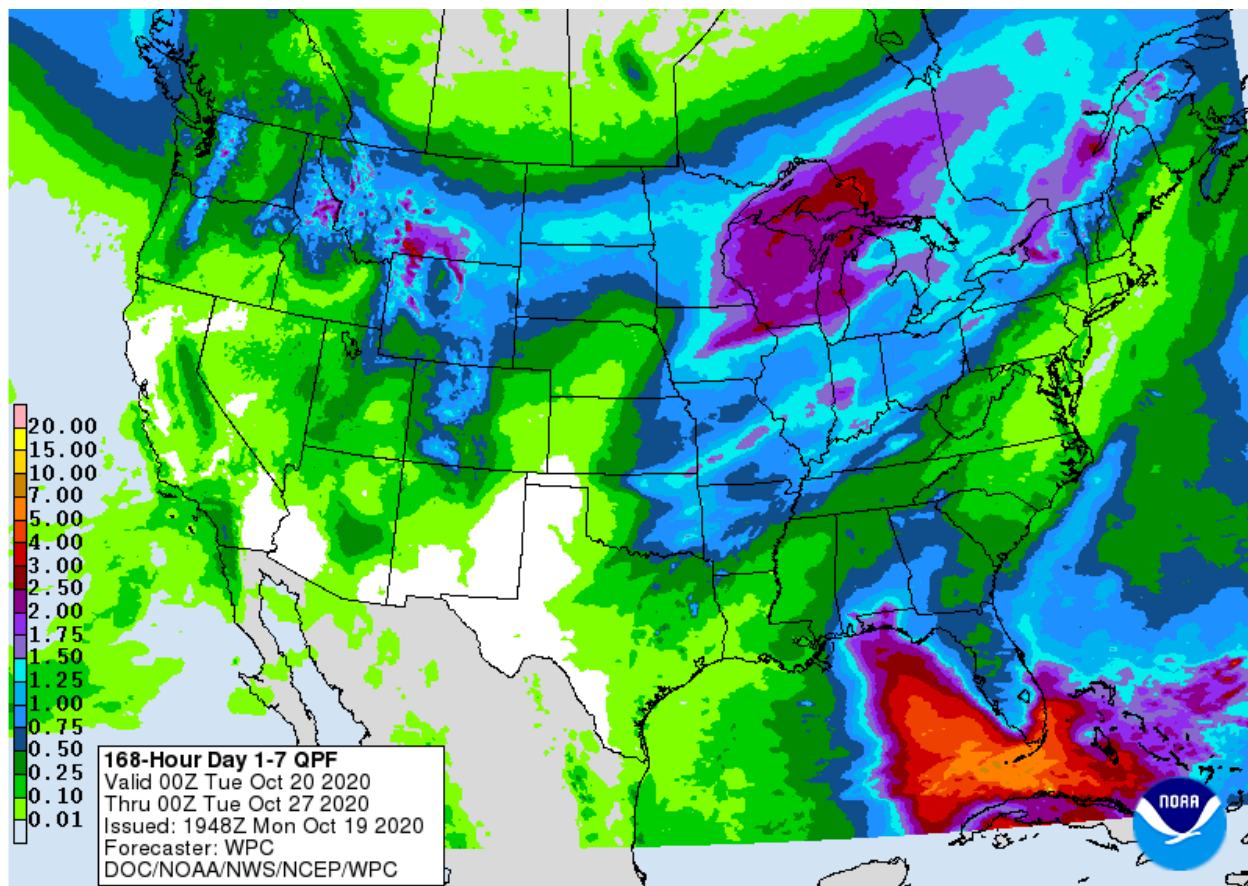 20.00
15.00
10.00
7.00
5.00
4.00
3.00
2.50
2.00
1.75
1.50
1.25
1.00
0.75
0.50
0.25
0.10
0.01
168-Hour Day 1-7 QPF
Valid 00Z Tue Oct 20 2020
Thru 00Z Tue Oct 27 2020
Issued: 1948Z Mon Oct 19 2020
Forecaster: WPC
DOC/NOAA/NWS/NCEP/WPC
NOAA